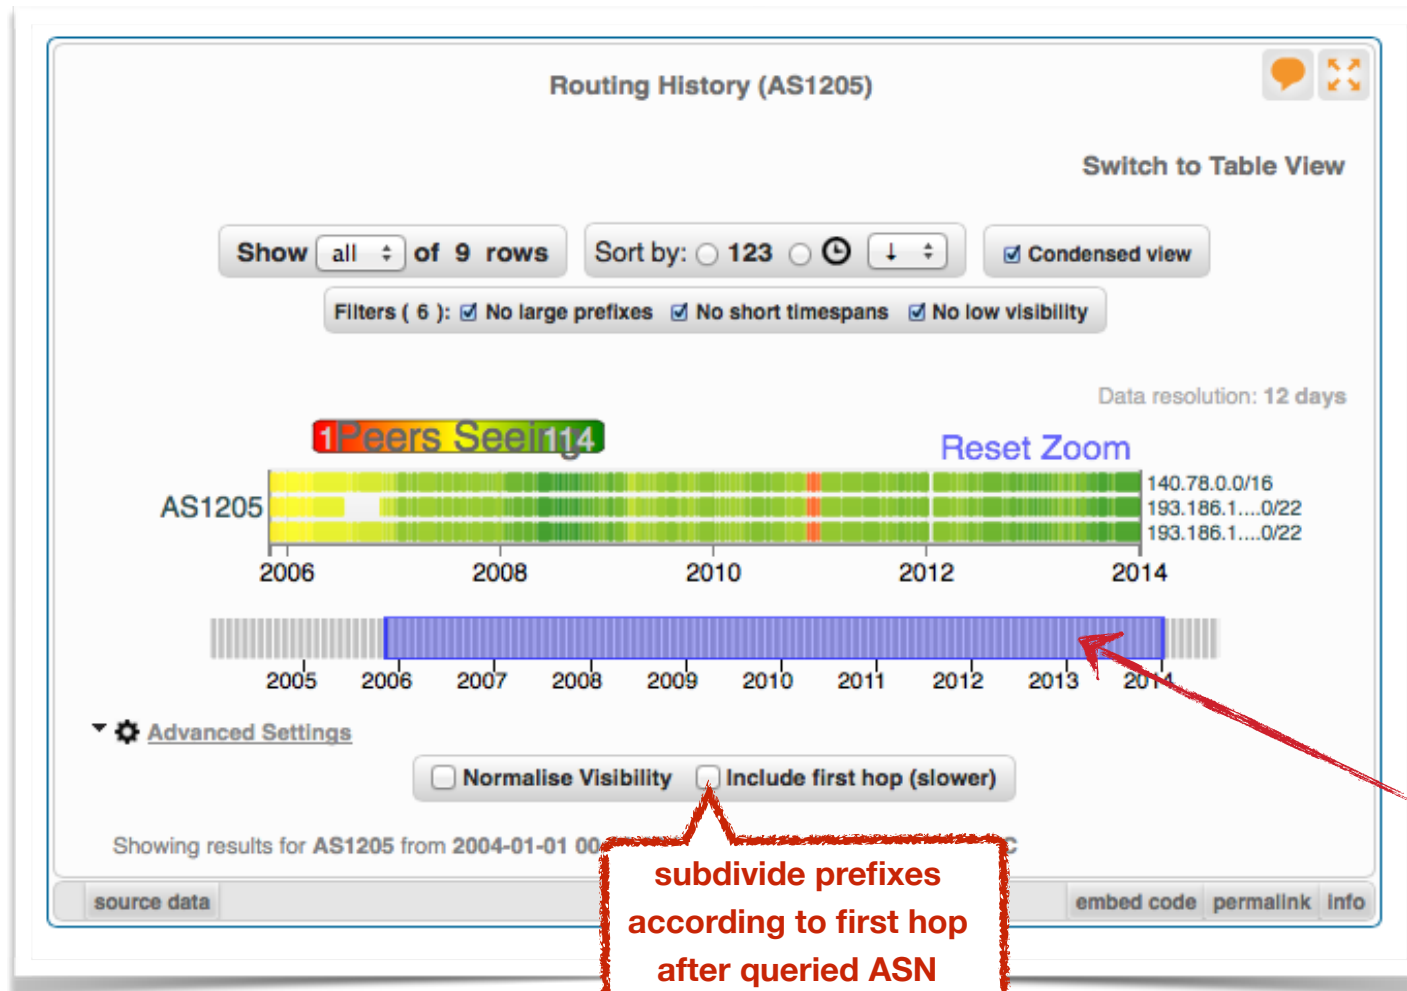 Routing History (AS1205)
Switch to Table View
Show all of 9 rows Sort by: 123 ↓ Condensed view
Filters ( 6 ): No large prefixes No short timespans No low visibility
Data resolution: 12 days
1 Peers Seeing 114
Reset Zoom
140.78.0.0/16
AS1205 193.186.1....0/22
193.186.1....0/22
2006 2008 2010 2012 2014
2005 2006 2007 2008 2009 2010 2011 2012 2013 2014
Advanced Settings
Normalise Visibility Include first hop (slower)
Showing results for AS1205 from 2004-01-01 00 C
subdivide prefixes
according to first hop
after queried ASN
source data embed code permalink info